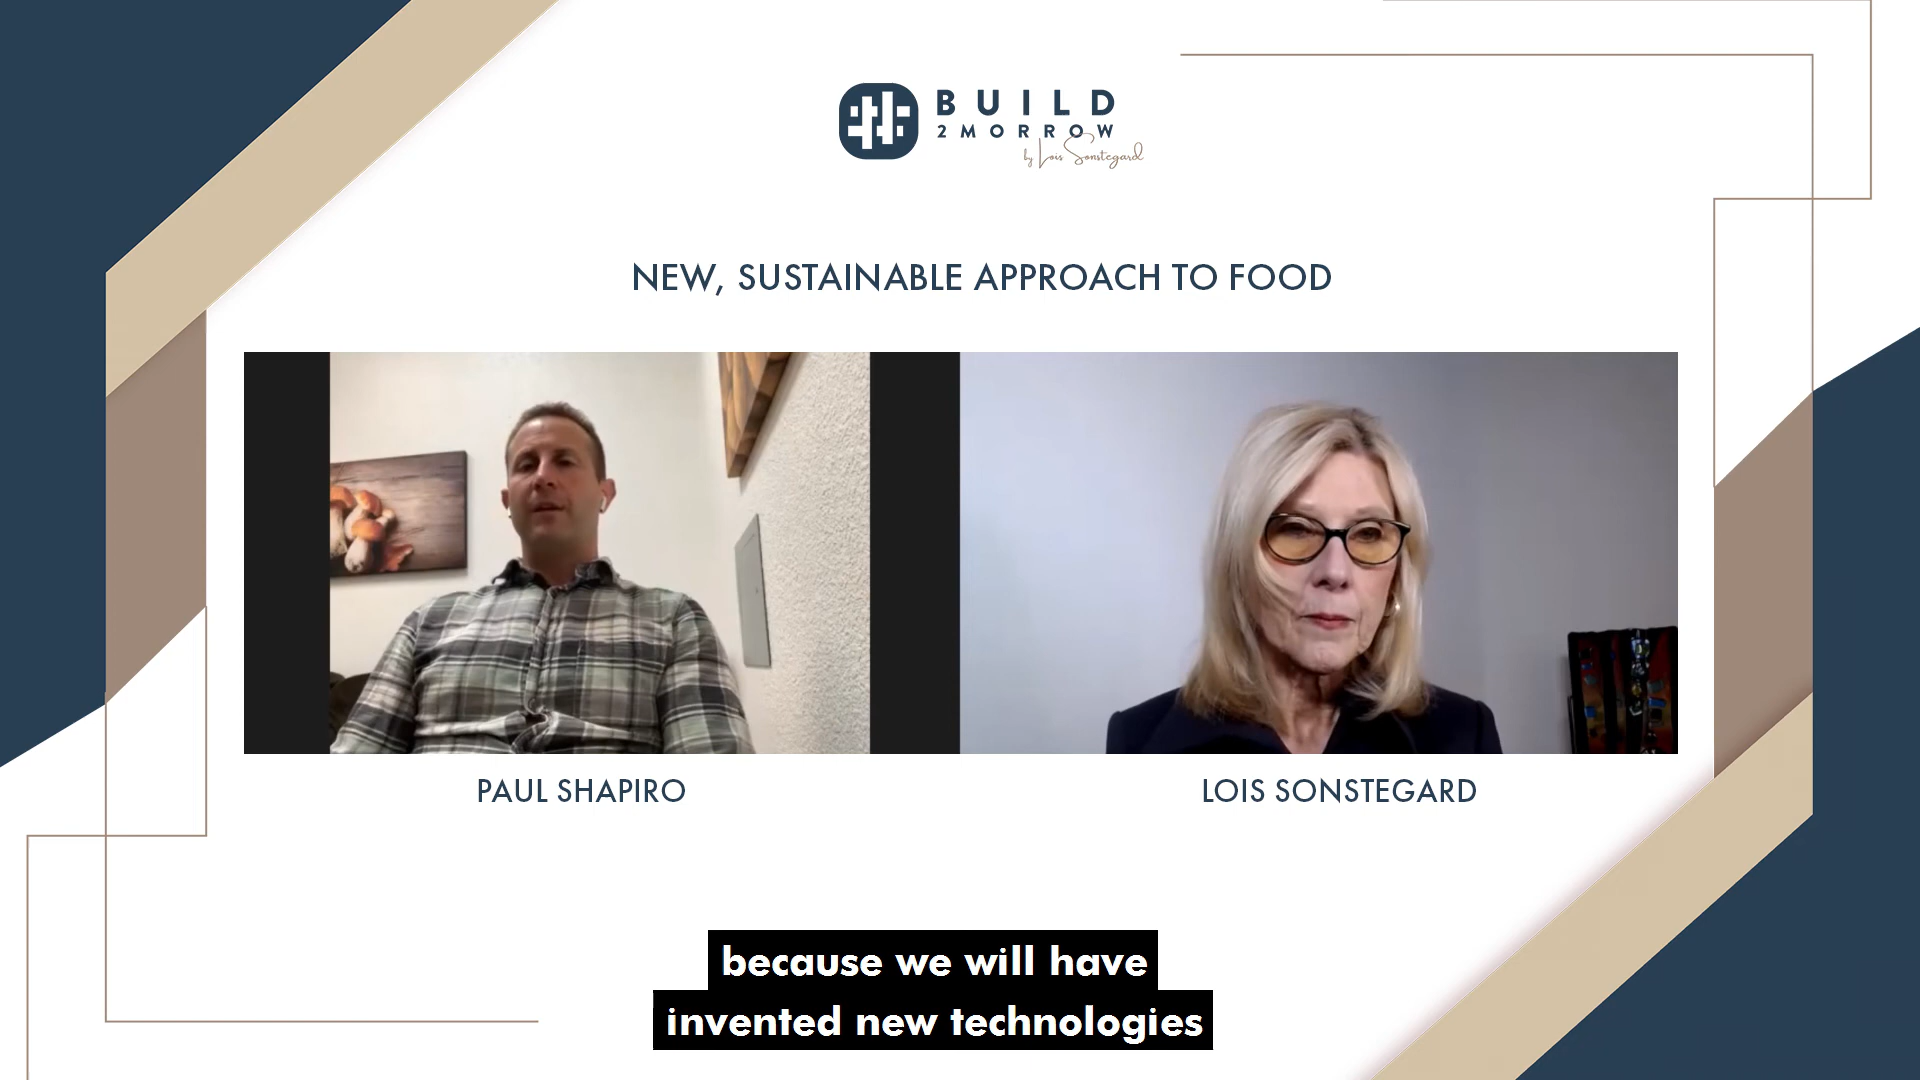 BUILD
2MORROW
by Lois Sonstegard
NEW, SUSTAINABLE APPROACH TO FOOD
PAUL SHAPIRO
LOIS SONSTEGARD
because we will have
invented new technologies